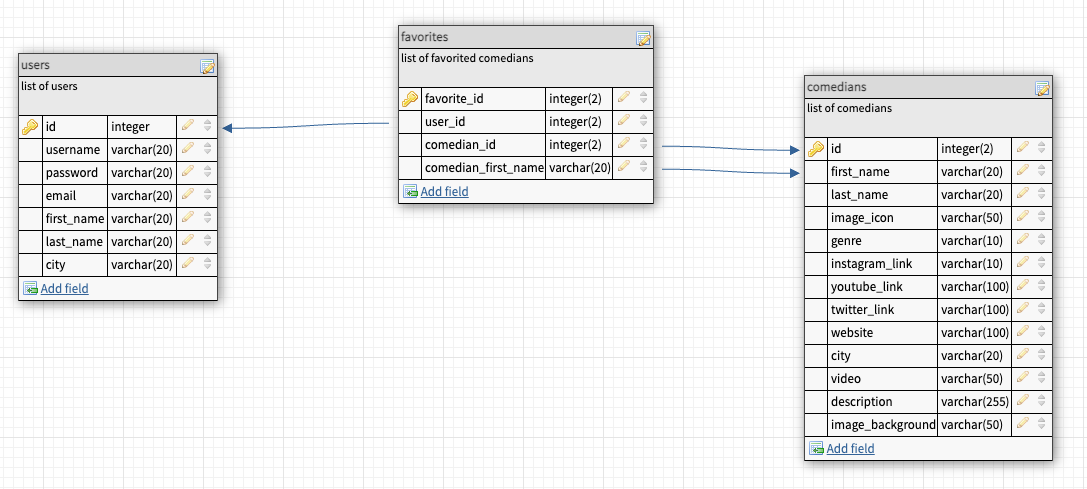 users
list of users
id integer
username varchar(20)
password varchar(20)
email varchar(20)
first_name varchar(20)
last_name varchar(20)
city varchar(20)
Add field
favorites
list of favorited comedians
favorite_id integer(2)
user_id integer(2)
comedian_id integer(2)
comedian_first_name varchar(20)
Add field
comedians
list of comedians
id integer(2)
first_name varchar(20)
last_name varchar(20)
image_icon varchar(50)
genre varchar(10)
instagram_link varchar(10)
youtube_link varchar(100)
twitter_link varchar(100)
website varchar(100)
city varchar(20)
video varchar(50)
description varchar(255)
image_background varchar(50)
Add field